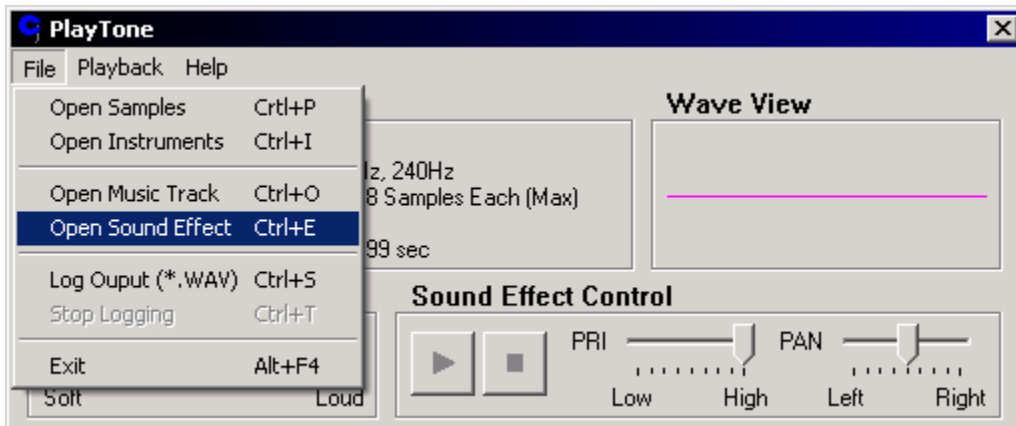 PlayTone
File Playback Help
Open Samples Crtl+P
Open Instruments Ctrl+I
Open Music Track Ctrl+O
Open Sound Effect Ctrl+E
Log Ouput (*.WAV) Ctrl+S
Stop Logging Ctrl+T
Exit Alt+F4
Wave View
z, 240Hz
8 Samples Each (Max)
99 sec
Sound Effect Control
PRI
PAN
Soft Loud
Low High
Left Right